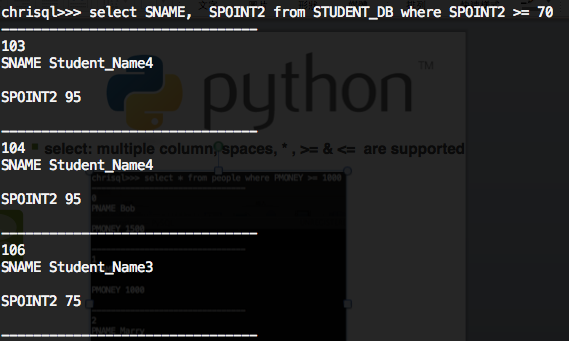 chrisql>>> select SNAME,  SPOINT2 from STUDENT_DB where SPOINT2 >= 70
103
SNAME Student_Name4
SPOINT2 95
104
SNAME Student_Name4
SPOINT2 95
106
SNAME Student_Name3
SPOINT2 75
python
TM
select: multiple column, spaces, * , >= & <= are supported
chrisql>>> select * from people where PMONEY >= 1000
0
PNAME Bob
PMONEY 1500
1
PMONEY 1000
2
PNAME Marry